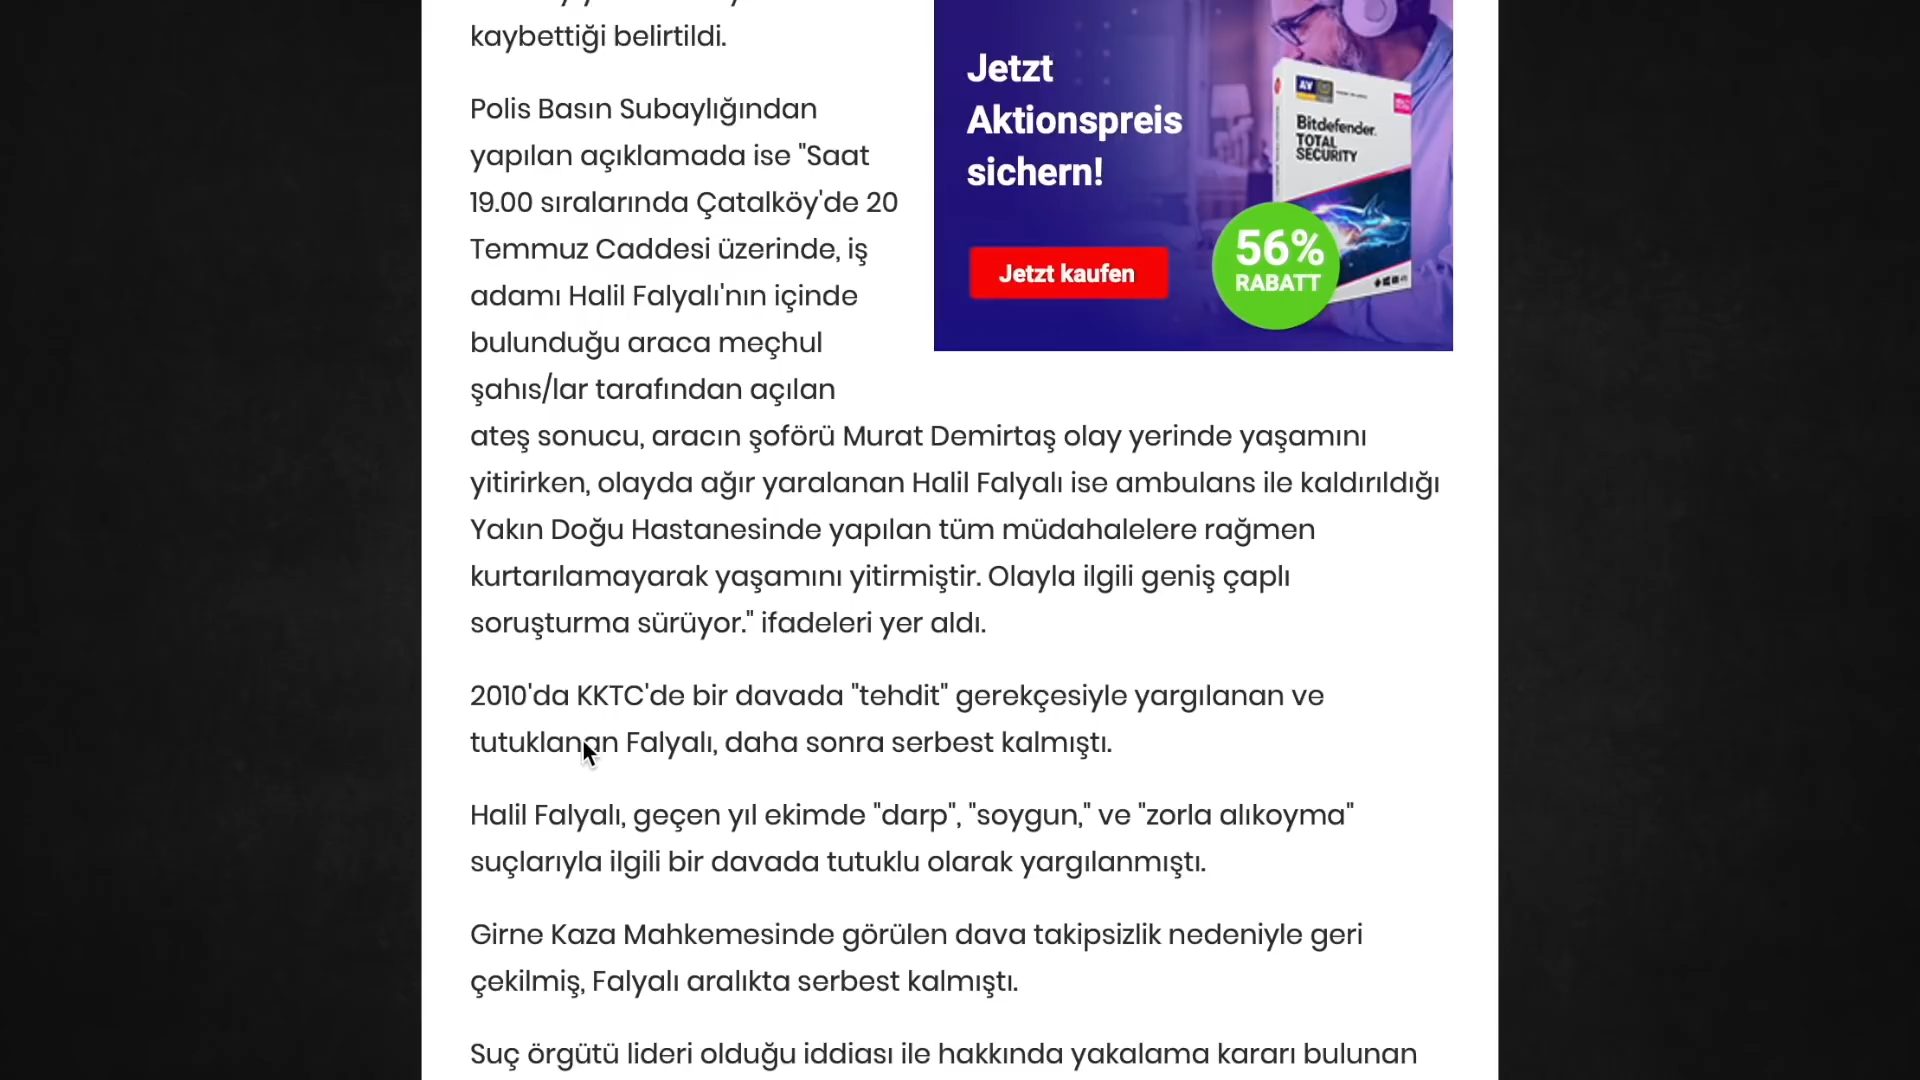 kaybettiği belirtildi.
Polis Basın Subaylığından
yapılan açıklamada ise "Saat
19.00 sıralarında Çatalköy'de 20
Temmuz Caddesi üzerinde, iş
adamı Halil Falyalı'nın içinde
bulunduğu araca meçhul
şahıs/lar tarafından açılan
ateş sonucu, aracın şoförü Murat Demirtaş olay yerinde yaşamını
yitirirken, olayda ağır yaralanan Halil Falyalı ise ambulans ile kaldırıldığı
Yakın Doğu Hastanesinde yapılan tüm müdahalelere rağmen
kurtarılamayarak yaşamını yitirmiştir. Olayla ilgili geniş çaplı
soruşturma sürüyor." ifadeleri yer aldı.
2010'da KKTC'de bir davada "tehdit" gerekçesiyle yargılanan ve
tutuklanan Falyalı, daha sonra serbest kalmıştı.
Halil Falyalı, geçen yıl ekimde "darp", "soygun," ve "zorla alıkoyma"
suçlarıyla ilgili bir davada tutuklu olarak yargılanmıştı.
Girne Kaza Mahkemesinde görülen dava takipsizlik nedeniyle geri
çekilmiş, Falyalı aralıkta serbest kalmıştı.
Suç örgütü lideri olduğu iddiası ile hakkında yakalama kararı bulunan
Jetzt
Aktionspreis
sichern!
Jetzt kaufen
AV
Bitdefender
TOTAL
SECURITY
56%
RABATT